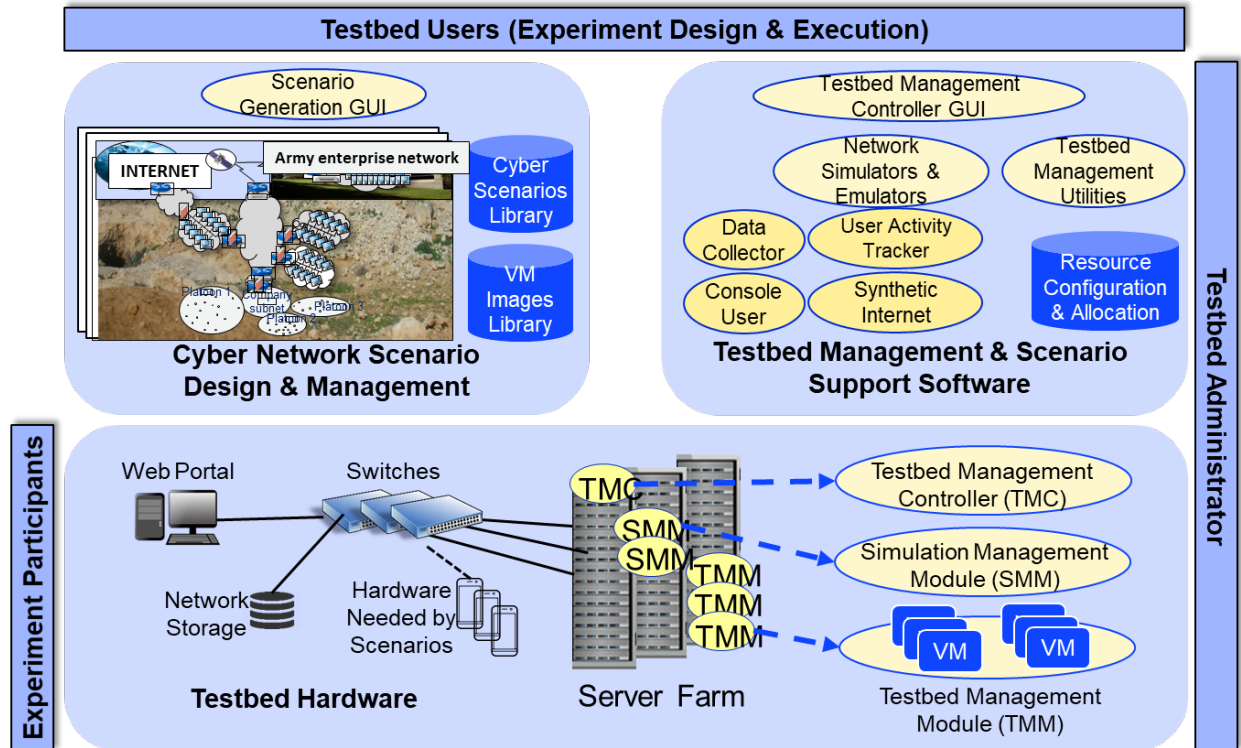 Testbed Users (Experiment Design & Execution)
Scenario
Generation GUI
INTERNET
Army enterprise network
Platoon 1
Company
subnet
Platoon 2
Platoon 3
Cyber
Scenarios
Library
VM
Images
Library
Cyber Network Scenario
Design & Management
Testbed Management
Controller GUI
Network
Simulators &
Emulators
Testbed
Management
Utilities
Data
Collector
User Activity
Tracker
Console
User
Synthetic
Internet
Resource
Configuration
& Allocation
Testbed Management & Scenario
Support Software
Testbed Administrator
Experiment Participants
Web Portal
Switches
Network
Storage
Hardware
Needed by
Scenarios
Testbed Hardware
TMC
SMM
SMM
TMM
TMM
TMM
Server Farm
Testbed Management
Controller (TMC)
Simulation Management
Module (SMM)
VM
VM
Testbed Management
Module (TMM)